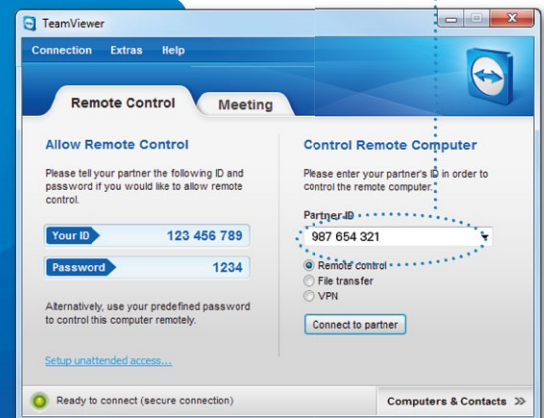 TeamViewer
Connection Extras Help
Remote Control
Meeting
Allow Remote Control
Please tell your partner the following ID and
password if you would like to allow remote
control.
Your ID 123 456 789
Password 1234
Alternatively, use your predefined password
to control this computer remotely.
Setup unattended access...
Control Remote Computer
Please enter your partner's ID in order to
control the remote computer.
Partner ID
987 654 321
Remote control
File transfer
VPN
Connect to partner
Ready to connect (secure connection)
Computers & Contacts >>